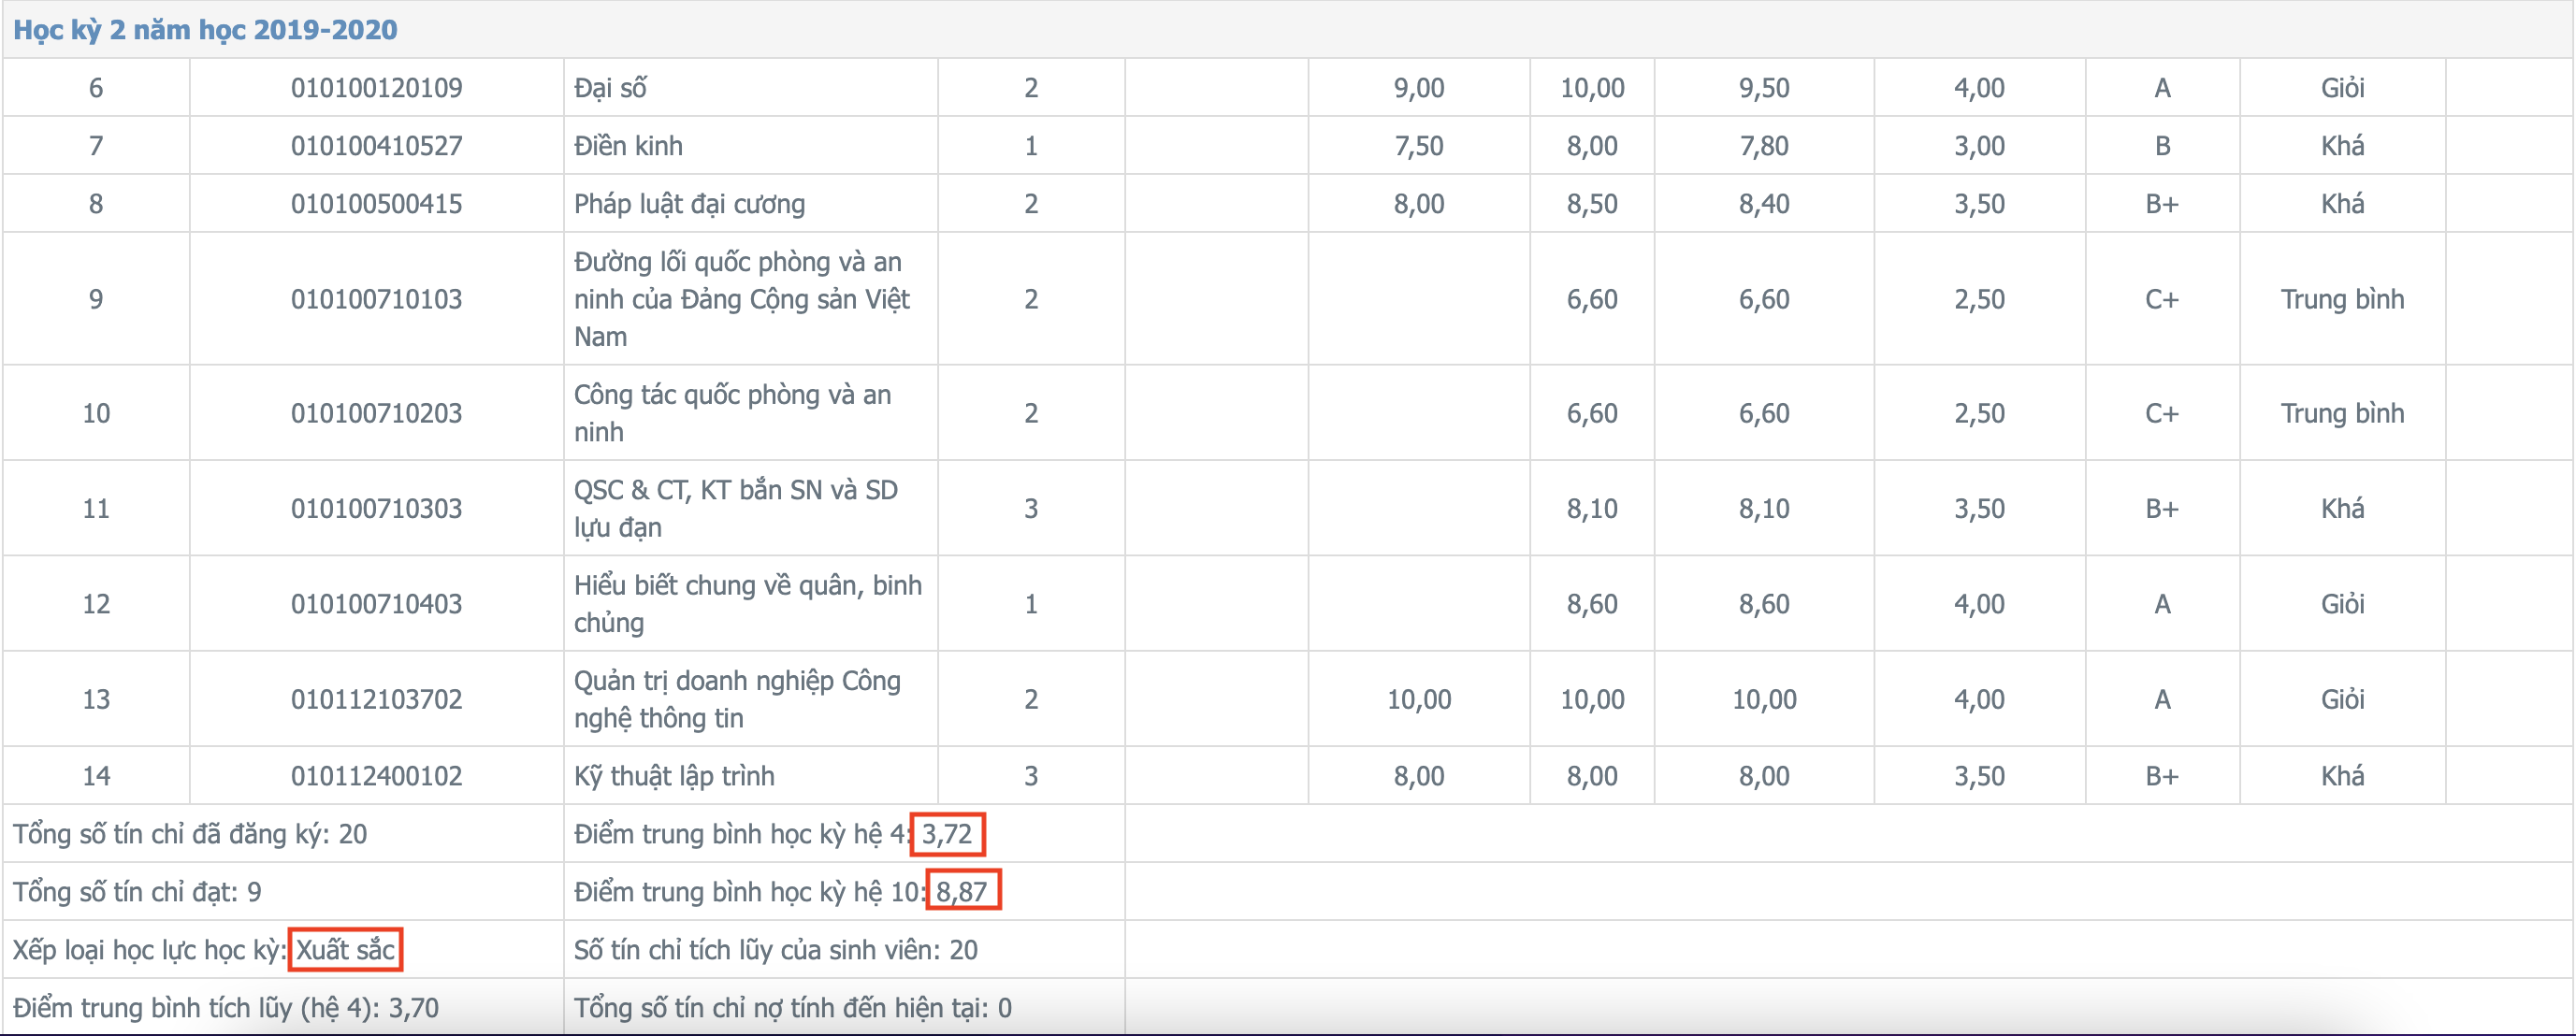 Học kỳ 2 năm học 2019-2020
6 010100120109 Đại số 2 9,00 10,00 9,50 4,00 A Giỏi
7 010100410527 Điền kinh 1 7,50 8,00 7,80 3,00 B Khá
8 010100500415 Pháp luật đại cương 2 8,00 8,50 8,40 3,50 B+ Khá
Đường lối quốc phòng và an
9 010100710103 ninh của Đảng Cộng sản Việt 2 6,60 6,60 2,50 C+ Trung bình
Nam
10 010100710203 Công tác quốc phòng và an 2 6,60 6,60 2,50 C+ Trung bình
ninh
11 010100710303 QSC & CT, KT bắn SN và SD 3 8,10 8,10 3,50 B+ Khá
lựu đạn
12 010100710403 Hiểu biết chung về quân, binh 1 8,60 8,60 4,00 A Giỏi
chủng
13 010112103702 Quản trị doanh nghiệp Công 2 10,00 10,00 10,00 4,00 A Giỏi
nghệ thông tin
14 010112400102 Kỹ thuật lập trình 3 8,00 8,00 8,00 3,50 B+ Khá
Tổng số tín chỉ đã đăng ký: 20 Điểm trung bình học kỳ hệ 4: 3,72
Tổng số tín chỉ đạt: 9 Điểm trung bình học kỳ hệ 10: 8,87
Xếp loại học lực học kỳ: Xuất sắc Số tín chỉ tích lũy của sinh viên: 20
Điểm trung bình tích lũy (hệ 4): 3,70 Tổng số tín chỉ nợ tính đến hiện tại: 0